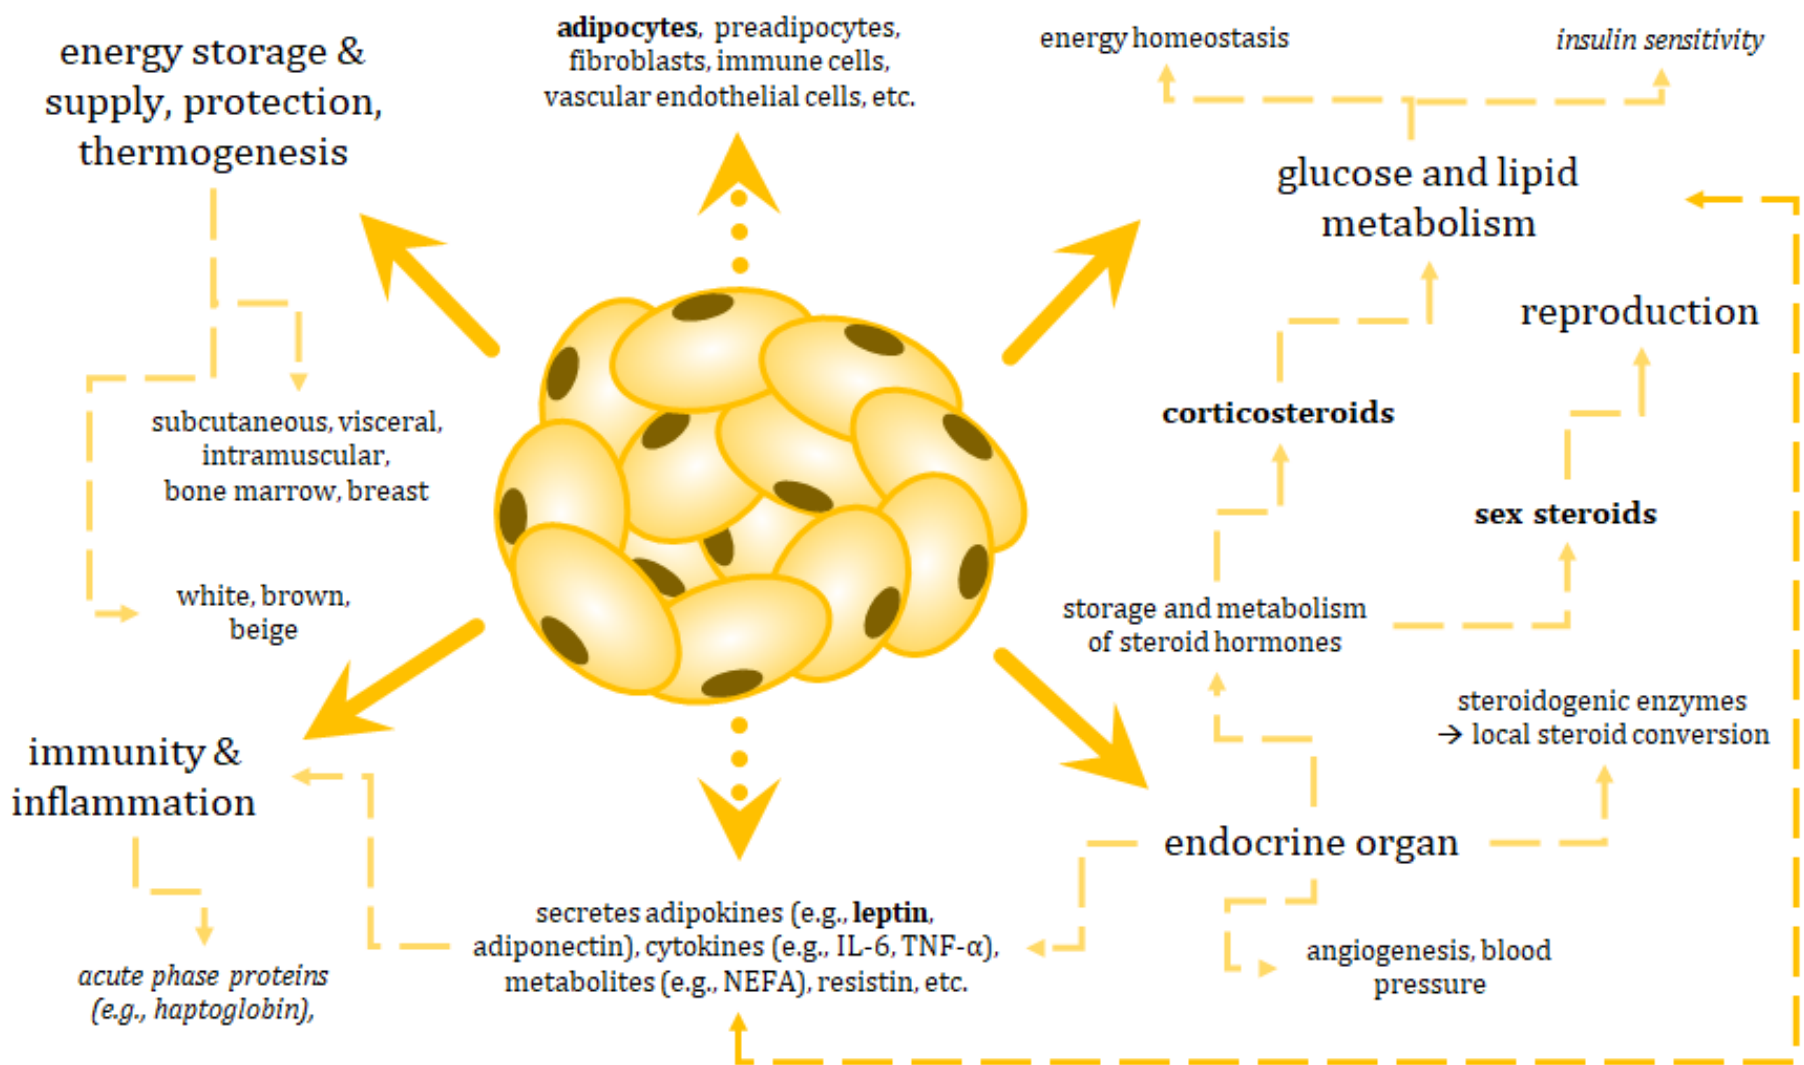 energy storage &
supply, protection,
thermogenesis
adipocytes, preadipocytes,
fibroblasts, immune cells,
vascular endothelial cells, etc.
energy homeostasis
insulin sensitivity
glucose and lipid
metabolism
reproduction
subcutaneous, visceral,
intramuscular,
bone marrow, breast
corticosteroids
sex steroids
white, brown,
beige
storage and metabolism
of steroid hormones
steroidogenic enzymes
→ local steroid conversion
immunity &
inflammation
endocrine organ
secretes adipokines (e.g., leptin,
adiponectin), cytokines (e.g., IL-6, TNF-α),
metabolites (e.g., NEFA), resistin, etc.
angiogenesis, blood
pressure
acute phase proteins
(e.g., haptoglobin),